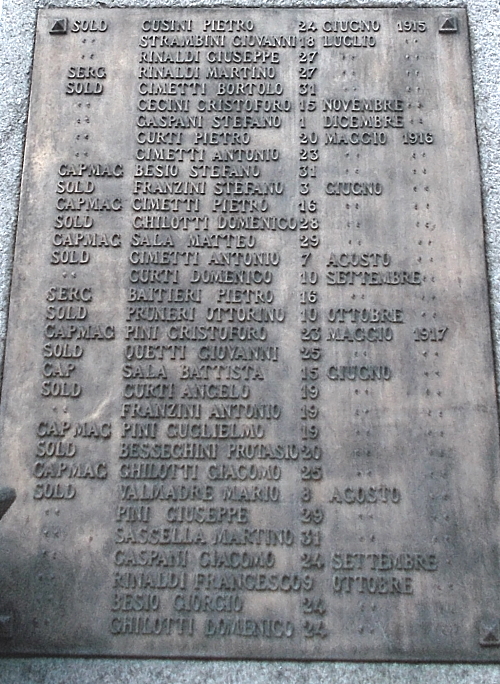 SOLD CUSINI PIETRO 24 GIUGNO 1915
" STRAMBINI GIOVANNI 18 LUGLIO "
" RINALDI GIUSEPPE 27 " "
SERG RINALDI MARTINO 27 " "
SOLD CIMETTI BORTOLO 31 " "
" CECINI CRISTOFORO 15 NOVEMBRE "
" GASPANI STEFANO 1 DICEMBRE "
" CURTI PIETRO 20 MAGGIO 1916
" CIMETTI ANTONIO 23 " "
CAPMAG BESIO STEFANO 31 " "
SOLD FRANZINI STEFANO 3 GIUGNO "
CAPMAG CIMETTI PIETRO 16 " "
SOLD GHILOTTI DOMENICO 28 " "
CAPMAG SALA MATTEO 29 " "
SOLD CIMETTI ANTONIO 7 AGOSTO "
" CURTI DOMENICO 10 SETTEMBRE "
SERG BAITIERI PIETRO 16 " "
SOLD PRUNERI OTTORINO 10 OTTOBRE "
CAPMAG PINI CRISTOFORO 23 MAGGIO 1917
SOLD QUETTI GIOVANNI 25 " "
CAP SALA BATTISTA 15 GIUGNO "
SOLD CURTI ANGELO 19 " "
" FRANZINI ANTONIO 19 " "
CAPMAG PINI GUGLIELMO 19 " "
SOLD BESSEGHINI PROTASIO 20 " "
CAPMAG GHILOTTI GIACOMO 25 " "
SOLD VALMADRE MARIO 8 AGOSTO "
" PINI GIUSEPPE 29 " "
" SASSELLA MARTINO 31 " "
" GASPANI GIACOMO 24 SETTEMBRE "
" RINALDI FRANCESCO 9 OTTOBRE "
" BESIO GIORGIO 24 " "
" GHILOTTI DOMENICO 24 " "